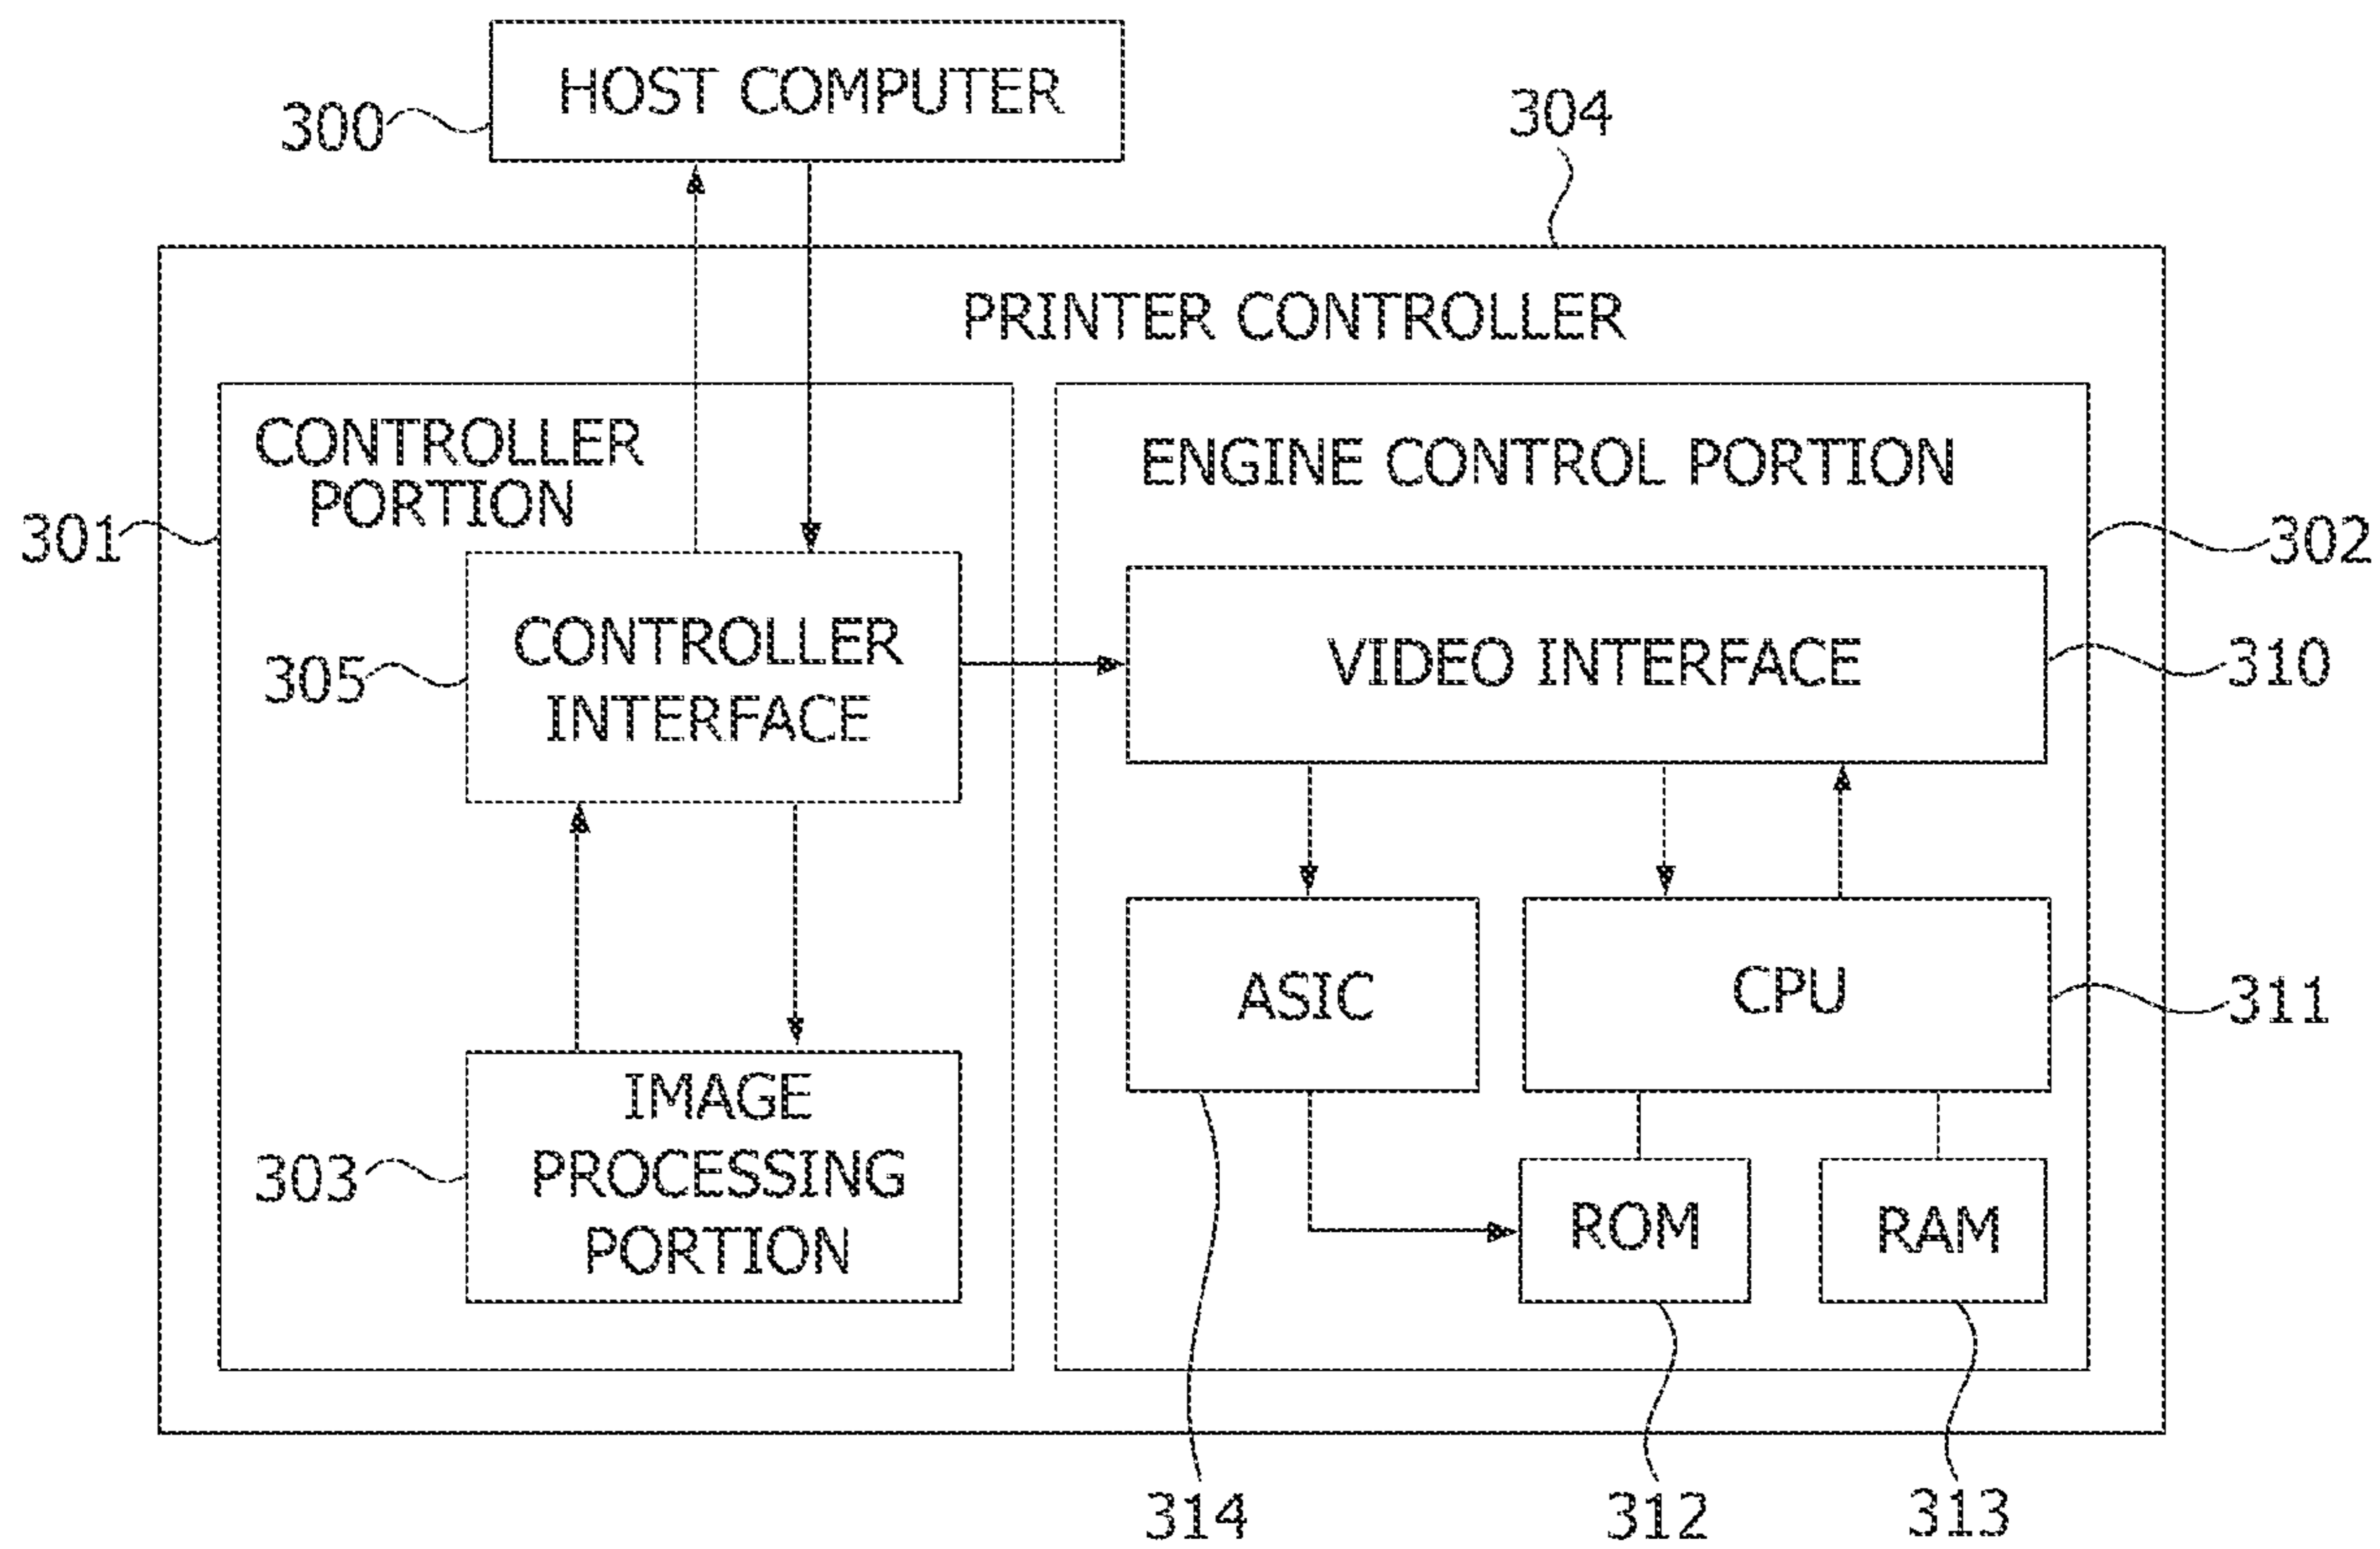 HOST COMPUTER
300
304
PRINTER CONTROLLER
CONTROLLER
PORTION
301
ENGINE CONTROL PORTION
302
CONTROLLER
INTERFACE
305
VIDEO INTERFACE
310
ASIC
CPU
311
IMAGE
PROCESSING
PORTION
303
ROM
RAM
314
312
313